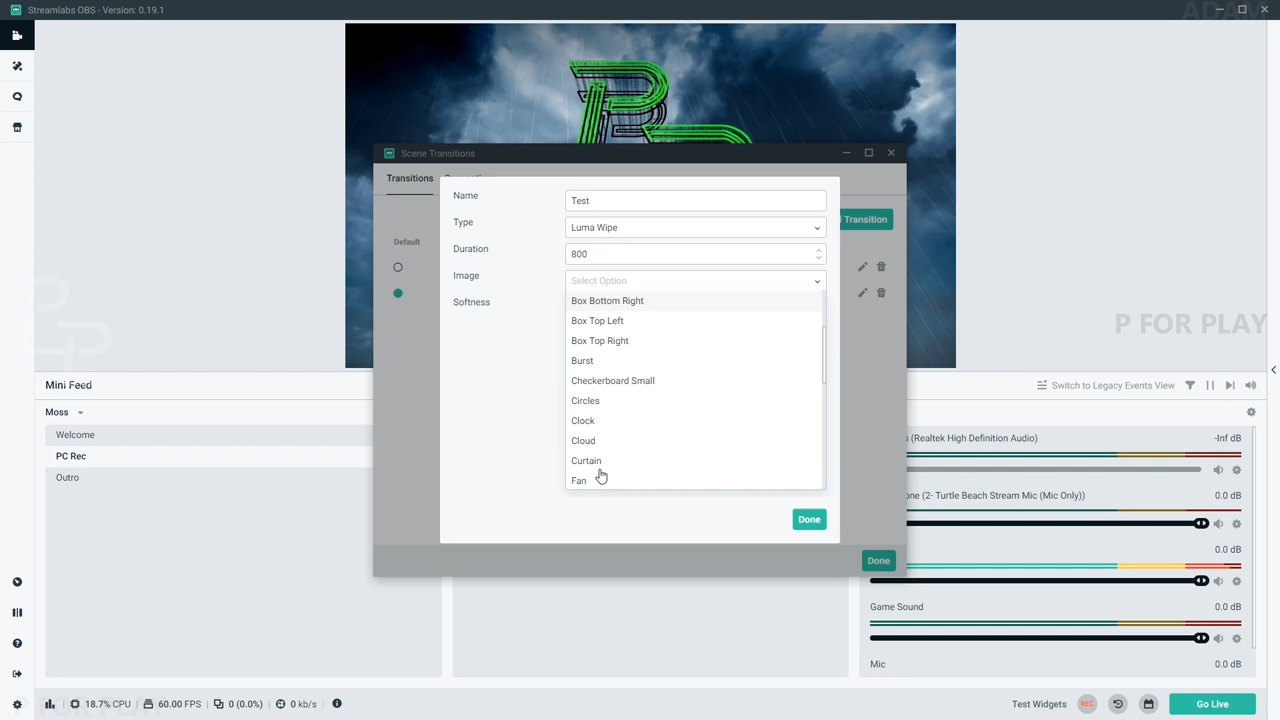 Streamlabs OBS - Version: 0.19.1
Scene Transitions
Transitions
Name
Test
Type
Luma Wipe
Transition
Default
Duration
800
Image
Select Option
Softness
Box Bottom Right
Box Top Left
Box Top Right
Burst
Checkerboard Small
Circles
Clock
Cloud
Curtain
Fan
Done
Done
P FOR PLAY
Mini Feed
Switch to Legacy Events View
Moss
Welcome
PC Rec
Outro
(Realtek High Definition Audio)
-Inf dB
(2- Turtle Beach Stream Mic (Mic Only))
0.0 dB
0.0 dB
Game Sound
0.0 dB
Mic
0.0 dB
18.7% CPU
60.00 FPS
0 (0.0%)
0 kb/s
Test Widgets
REC
Go Live